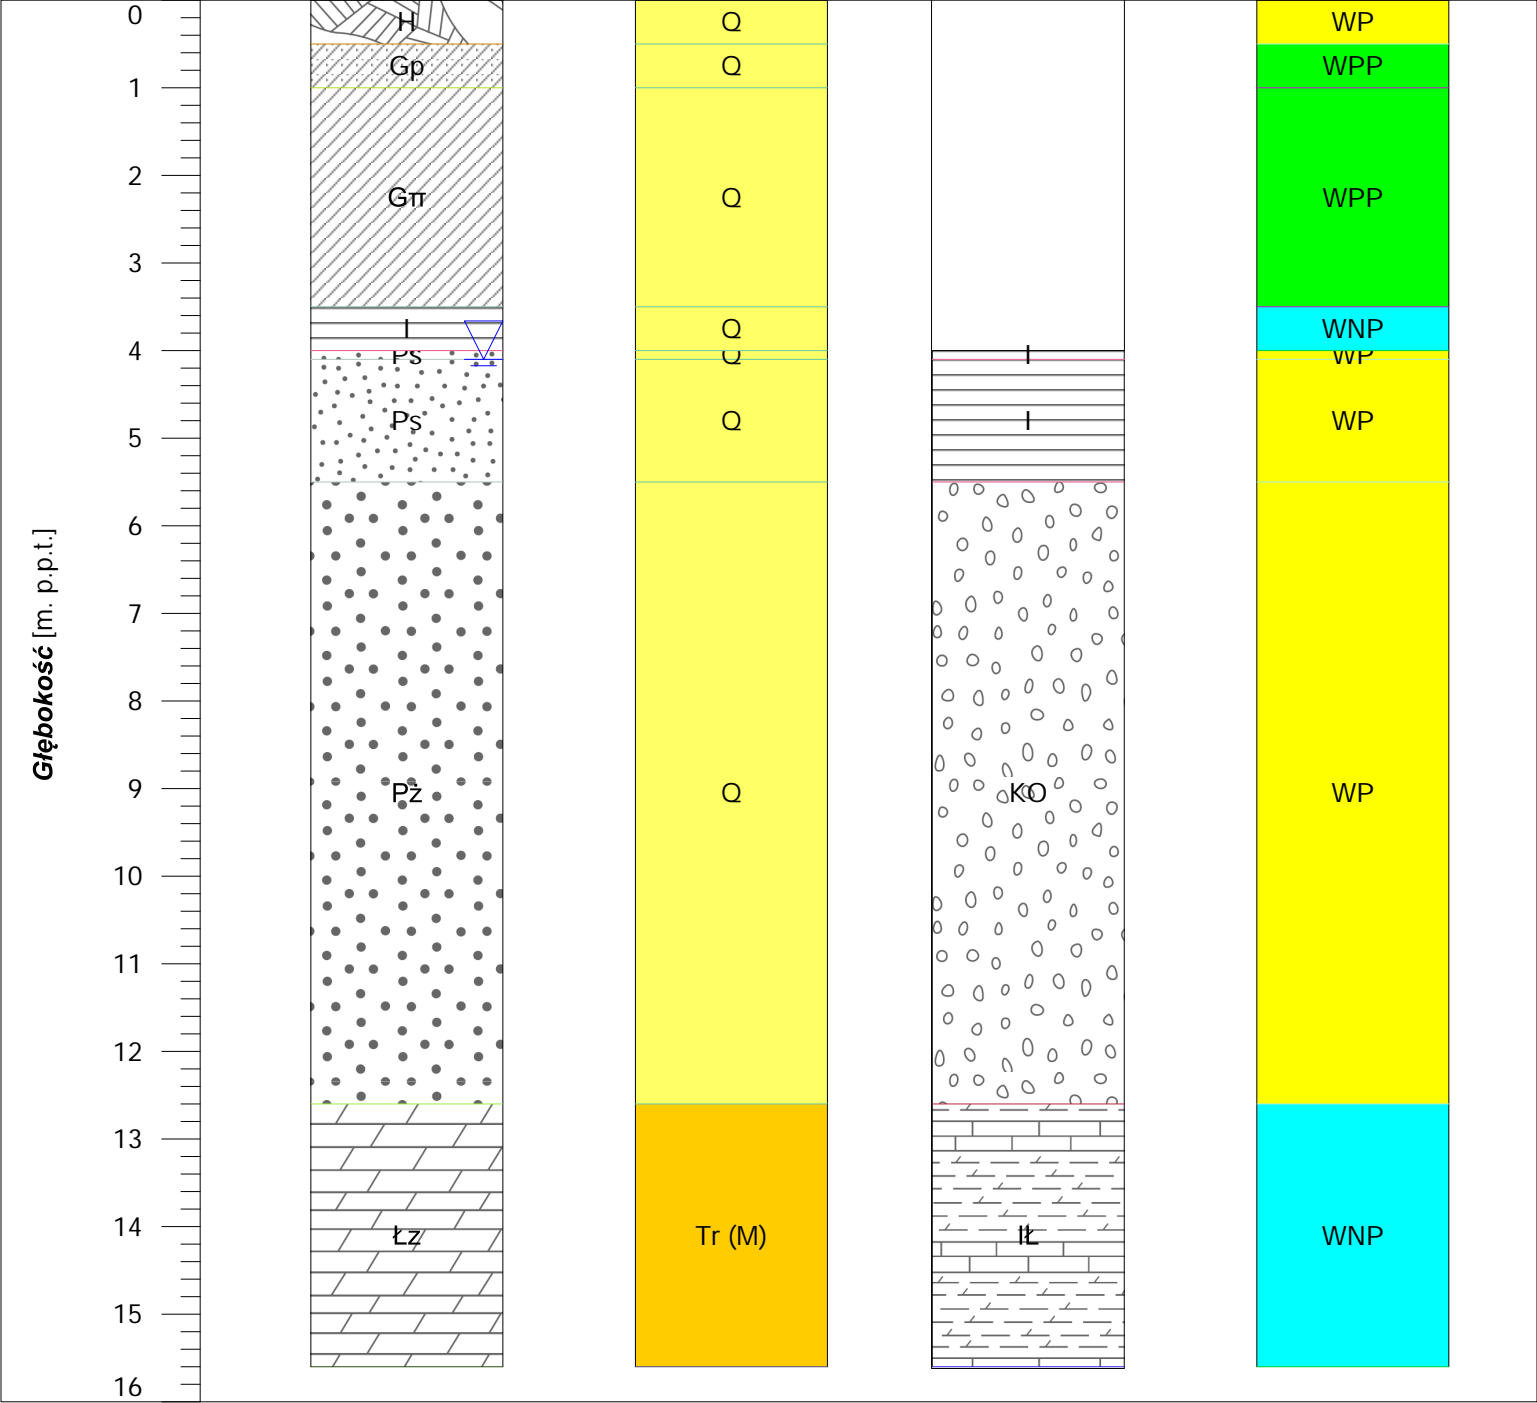 Głębokość [m. p.p.t.]
0
H
Q
WP
Gp
Q
WPP
1
2
Gπ
Q
WPP
3
I
Q
WNP
4
Ps
Q
I
WP
Ps
Q
I
WP
5
6
7
8
9
Pż
Q
KO
WP
10
11
12
13
14
Łz
Tr (M)
IŁ
WNP
15
16